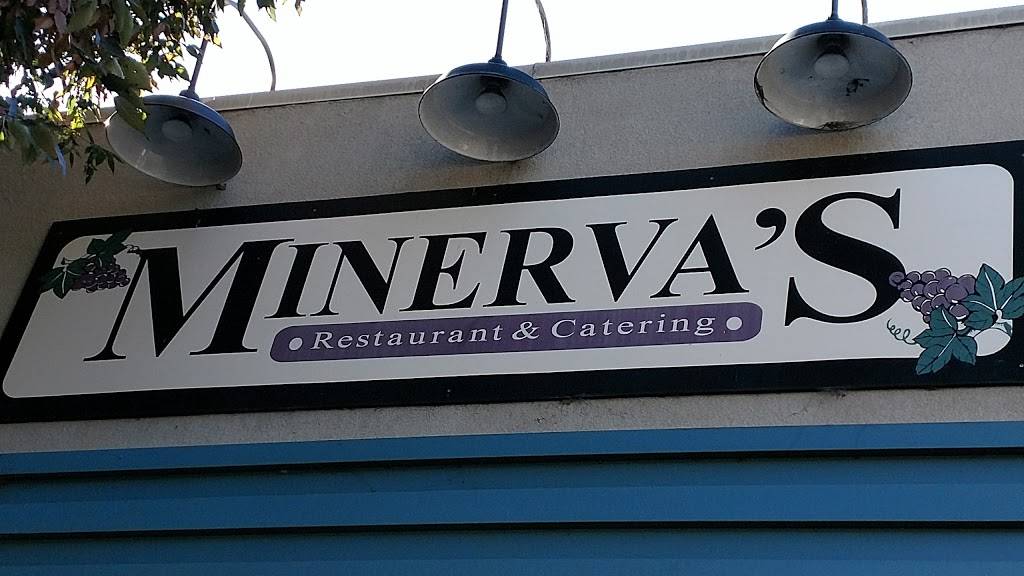 MINERVA'S
• Restaurant & Catering •